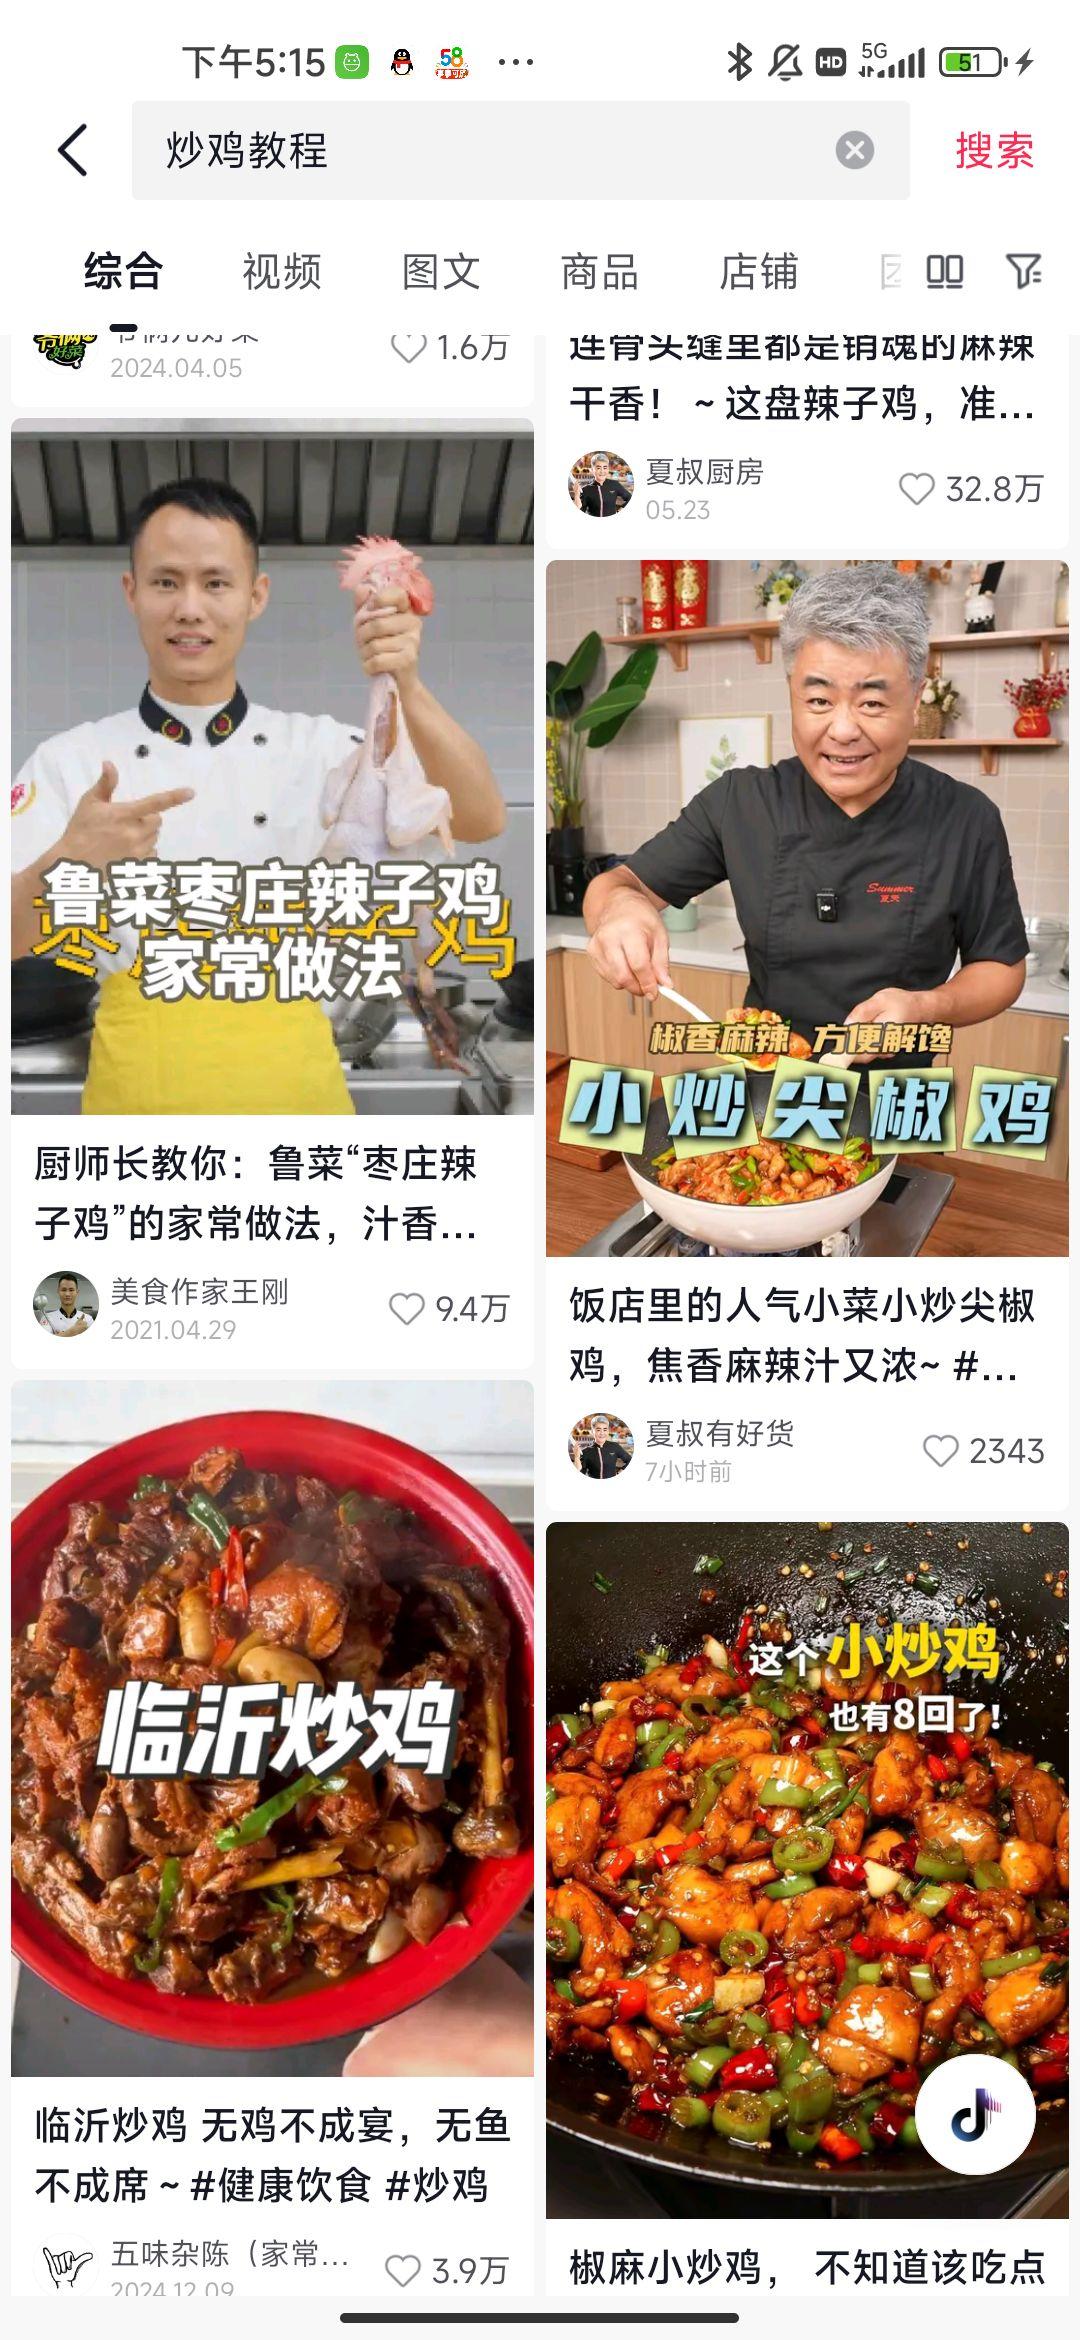 下午5:15
58
HD
5G
51
炒鸡教程
搜索
综合
视频
图文
商品
店铺
2024.04.05
1.6万
鲁菜枣庄辣子鸡
家常做法
厨师长教你：鲁菜“枣庄辣
子鸡”的家常做法，汁香...
美食作家王刚
2021.04.29
9.4万
临沂炒鸡
临沂炒鸡 无鸡不成宴，无鱼
不成席～#健康饮食 #炒鸡
五味杂陈（家常...
2024.12.09
3.9万
连骨头缝里都是销魂的麻辣
干香！～这盘辣子鸡，准...
夏叔厨房
05.23
32.8万
Summer
夏天
椒香麻辣 方便解馋
小炒尖椒鸡
饭店里的人气小菜小炒尖椒
鸡，焦香麻辣汁又浓~ #...
夏叔有好货
7小时前
2343
这个小炒鸡
也有8回了！
椒麻小炒鸡， 不知道该吃点